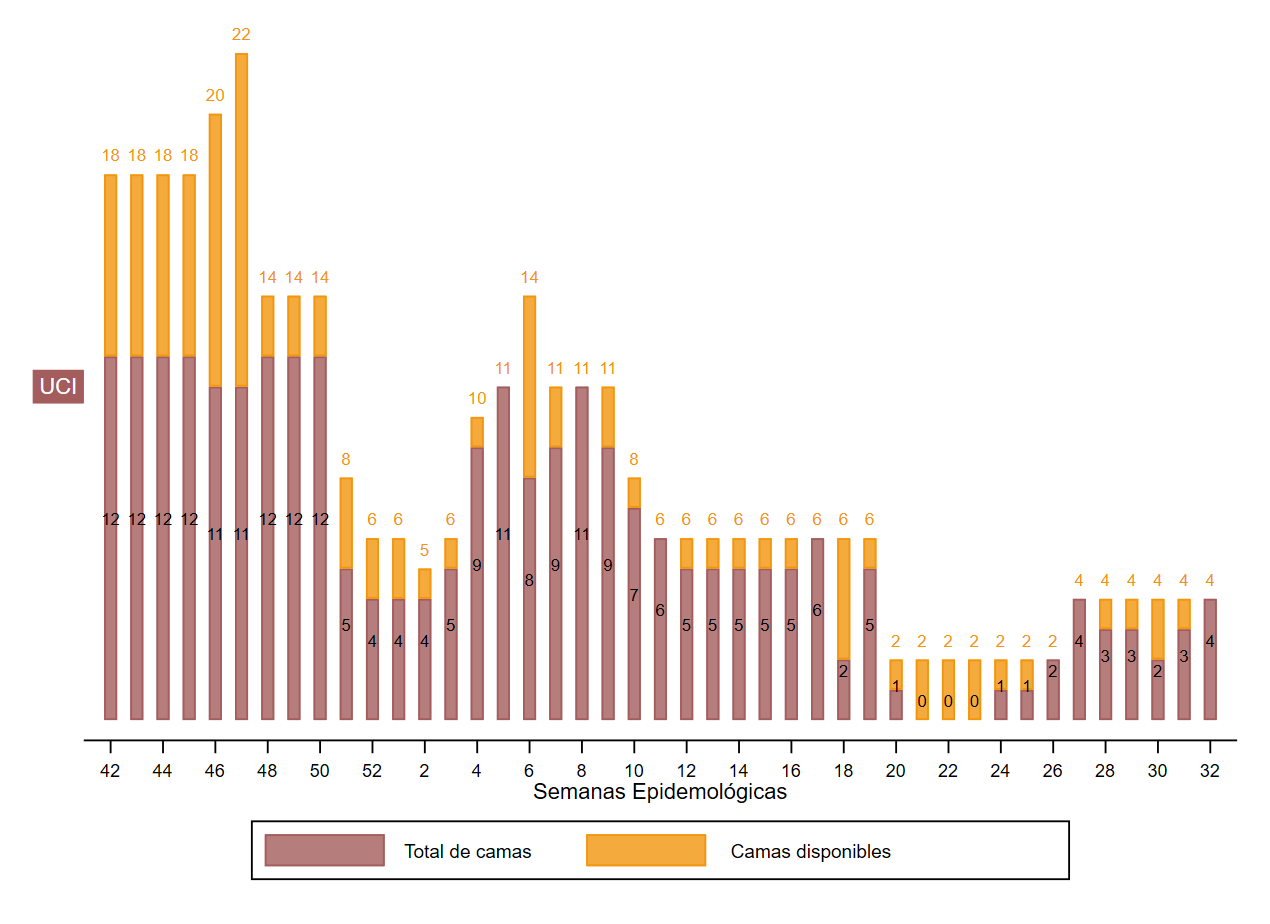 22
20
18 18 18 18
14 14 14 14
11 11 11 11
UCI
10
8 8
12 12 12 12 12 12 12
6 6 6 6 6 6 6 6 6 6 6 6
11 11 11 11
5
9 9 9
8
4 4 4 4 4 4
7
6 6
5 5 5 5 5 5 5 5
4 4 4 4 4
2 2 2 2 2 2 2
3 3 3
2 2 2
1 1 1
0 0 0
42 44 46 48 50 52 2 4 6 8 10 12 14 16 18 20 22 24 26 28 30 32
Semanas Epidemológicas
Total de camas Camas disponibles